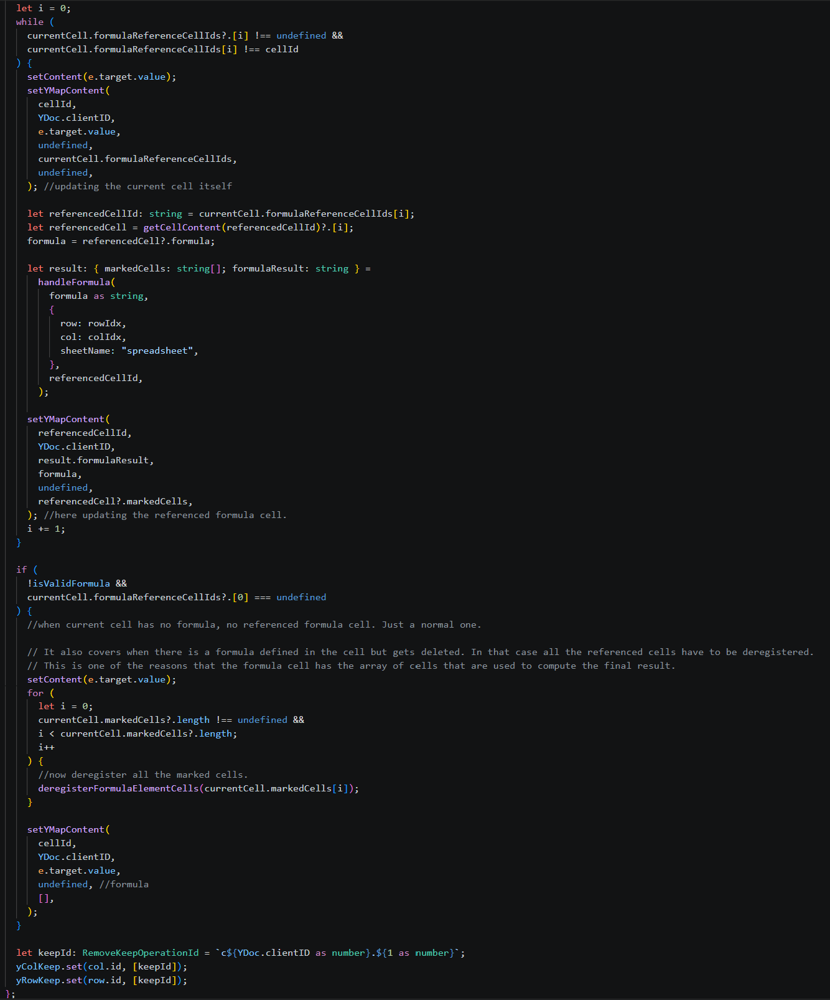 let i = 0;
while (
currentCell.formulaReferenceCellIds?.[i] !== undefined &&
currentCell.formulaReferenceCellIds[i] !== cellId
) {
setContent(e.target.value);
setYMapContent(
cellId,
YDoc.clientID,
e.target.value,
undefined,
currentCell.formulaReferenceCellIds,
undefined,
); //updating the current cell itself
let referencedCellId: string = currentCell.formulaReferenceCellIds[i];
let referencedCell = getCellContent(referencedCellId)?.[i];
formula = referencedCell?.formula;
let result: { markedCells: string[]; formulaResult: string } =
handleFormula(
formula as string,
{
row: rowIdx,
col: colIdx,
sheetName: "spreadsheet",
},
referencedCellId,
);
setYMapContent(
referencedCellId,
YDoc.clientID,
result.formulaResult,
formula,
undefined,
referencedCell?.markedCells,
); //here updating the referenced formula cell.
i += 1;
}
if (
!isValidFormula &&
currentCell.formulaReferenceCellIds?.[0] === undefined
) {
//when current cell has no formula, no referenced formula cell. Just a normal one.
// It also covers when there is a formula defined in the cell but gets deleted. In that case all the referenced cells have to be deregistered.
// This is one of the reasons that the formula cell has the array of cells that are used to compute the final result.
setContent(e.target.value);
for (
let i = 0;
currentCell.markedCells?.length !== undefined &&
i < currentCell.markedCells?.length;
i++
) {
//now deregister all the marked cells.
deregisterFormulaElementCells(currentCell.markedCells[i]);
}
setYMapContent(
cellId,
YDoc.clientID,
e.target.value,
undefined, //formula
[],
);
}
let keepId: RemoveKeepOperationId = `c${YDoc.clientID as number}.${1 as number}`;
yColKeep.set(col.id, [keepId]);
yRowKeep.set(row.id, [keepId]);
};